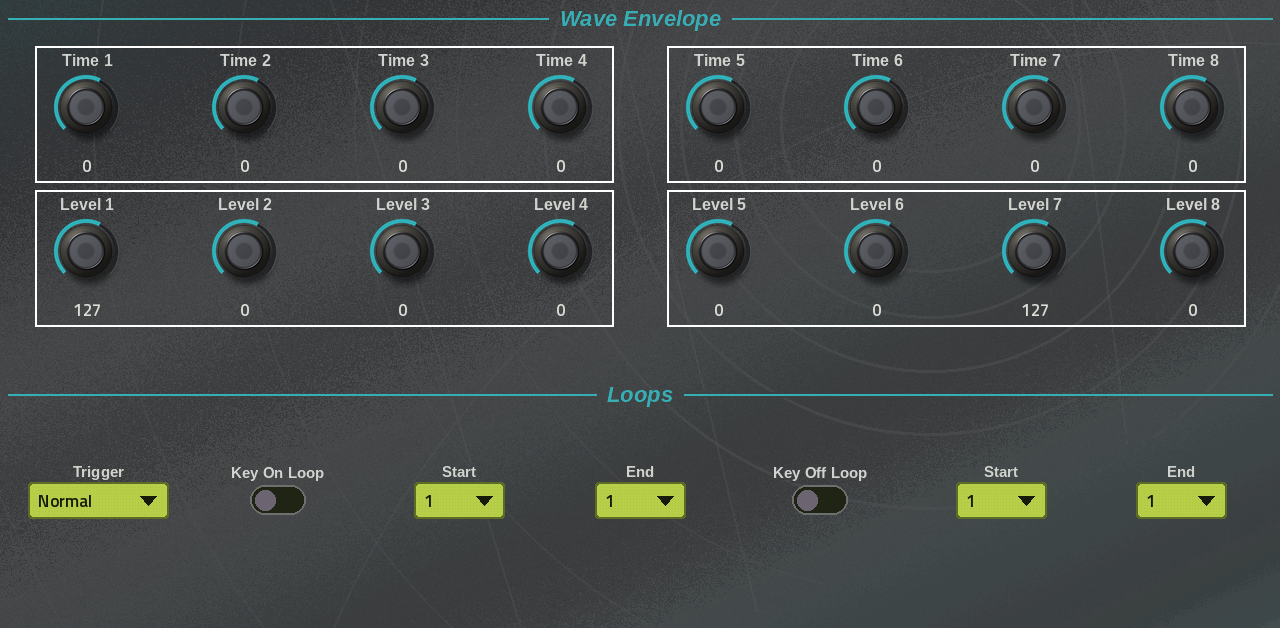 Wave Envelope
Time 1 Time 2 Time 3 Time 4 Time 5 Time 6 Time 7 Time 8
0 0 0 0 0 0 0 0
Level 1 Level 2 Level 3 Level 4 Level 5 Level 6 Level 7 Level 8
127 0 0 0 0 0 127 0
Loops
Trigger Key On Loop Start End Key Off Loop Start End
Normal 1 1 1 1